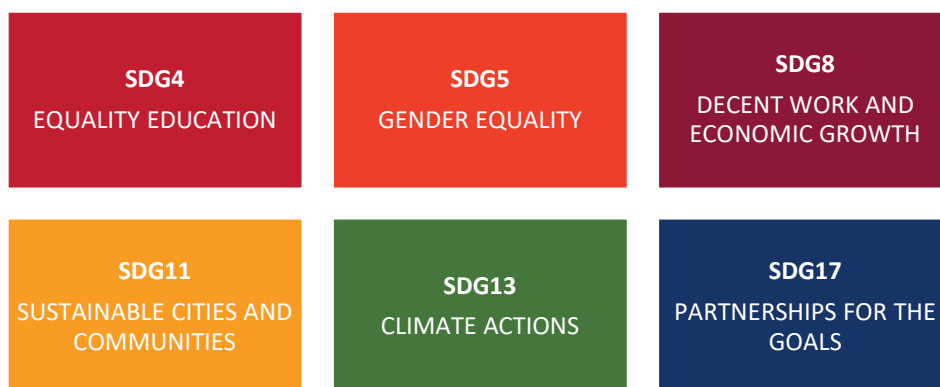 SDG4
EQUALITY EDUCATION
SDG5
GENDER EQUALITY
SDG8
DECENT WORK AND
ECONOMIC GROWTH
SDG11
SUSTAINABLE CITIES AND
COMMUNITIES
SDG13
CLIMATE ACTIONS
SDG17
PARTNERSHIPS FOR THE
GOALS